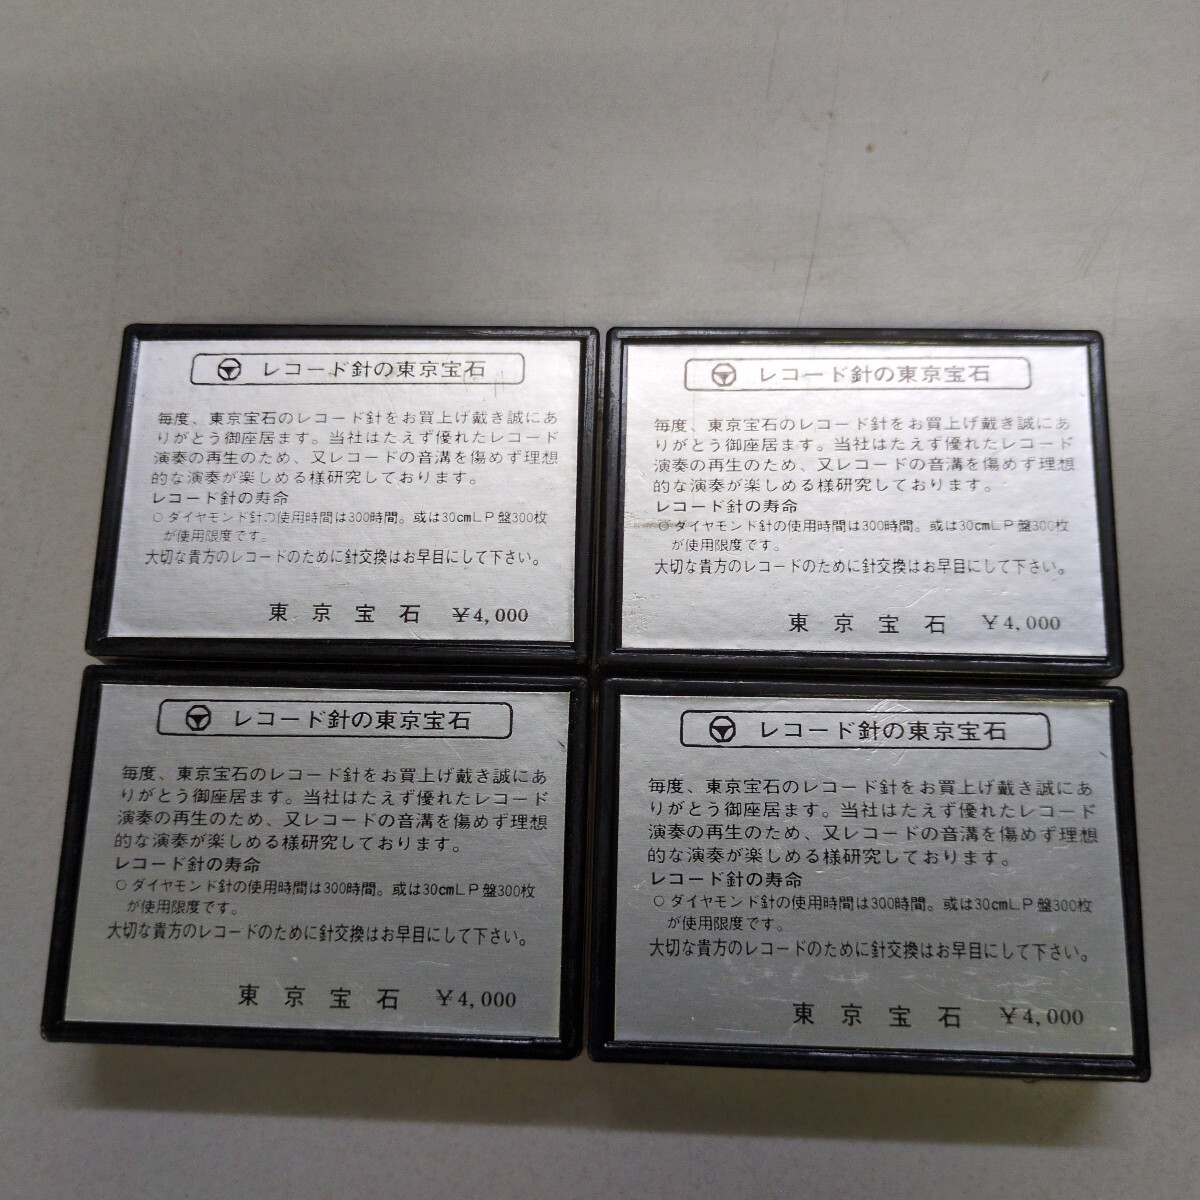 レコード針の東京宝石
毎度、東京宝石のレコード針をお買上げ戴き誠にあ
りがとう御座居ます。当社はたえず優れたレコード
演奏の再生のため、又レコードの音溝を傷めず理想
的な演奏が楽しめる様研究しております。
レコード針の寿命
○ダイヤモンド針の使用時間は300時間。或は30cmLP盤300枚
が使用限度です。
大切な貴方のレコードのために針交換はお早目にして下さい。
東京宝石 ¥4,000
レコード針の東京宝石
毎度、東京宝石のレコード針をお買上げ戴き誠にあ
りがとう御座居ます。当社はたえず優れたレコード
演奏の再生のため、又レコードの音溝を傷めず理想
的な演奏が楽しめる様研究しております。
レコード針の寿命
○ダイヤモンド針の使用時間は300時間。或は30cmLP盤300枚
が使用限度です。
大切な貴方のレコードのために針交換はお早目にして下さい。
東京宝石 ¥4,000
レコード針の東京宝石
毎度、東京宝石のレコード針をお買上げ戴き誠にあ
りがとう御座居ます。当社はたえず優れたレコード
演奏の再生のため、又レコードの音溝を傷めず理想
的な演奏が楽しめる様研究しております。
レコード針の寿命
○ダイヤモンド針の使用時間は300時間。或は30cmLP盤300枚
が使用限度です。
大切な貴方のレコードのために針交換はお早目にして下さい。
東京宝石 ¥4,000
レコード針の東京宝石
毎度、東京宝石のレコード針をお買上げ戴き誠にあ
りがとう御座居ます。当社はたえず優れたレコード
演奏の再生のため、又レコードの音溝を傷めず理想
的な演奏が楽しめる様研究しております。
レコード針の寿命
○ダイヤモンド針の使用時間は300時間。或は30cmLP盤300枚
が使用限度です。
大切な貴方のレコードのために針交換はお早目にして下さい。
東京宝石 ¥4,000